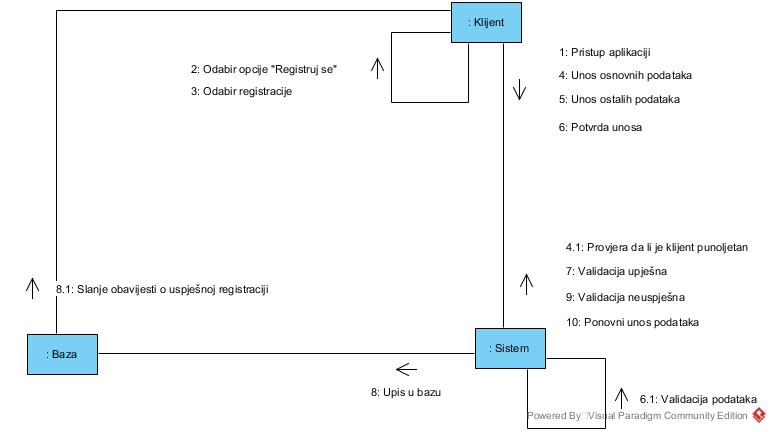 : Klijent
1: Pristup aplikaciji
2: Odabir opcije "Registruj se"
4: Unos osnovnih podataka
3: Odabir registracije
5: Unos ostalih podataka
6: Potvrda unosa
4.1: Provjera da li je klijent punoljetan
7: Validacija upješna
8.1: Slanje obavijesti o uspješnoj registraciji
9: Validacija neuspješna
10: Ponovni unos podataka
: Baza
: Sistem
8: Upis u bazu
6.1: Validacija podataka
Powered By Visual Paradigm Community Edition